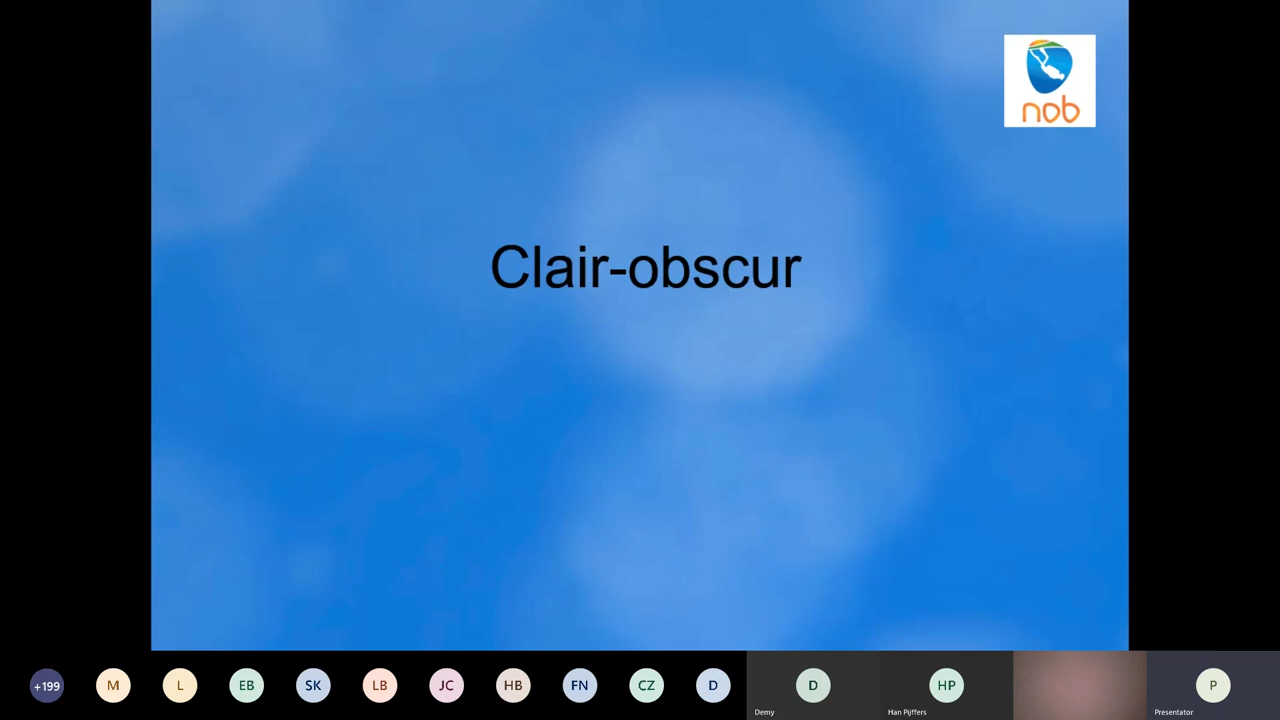 nob
Clair-obscur
+199
M
L
EB
SK
LB
JC
HB
FN
CZ
D
D
HP
P
Demy
Han Pijffers
Presentator